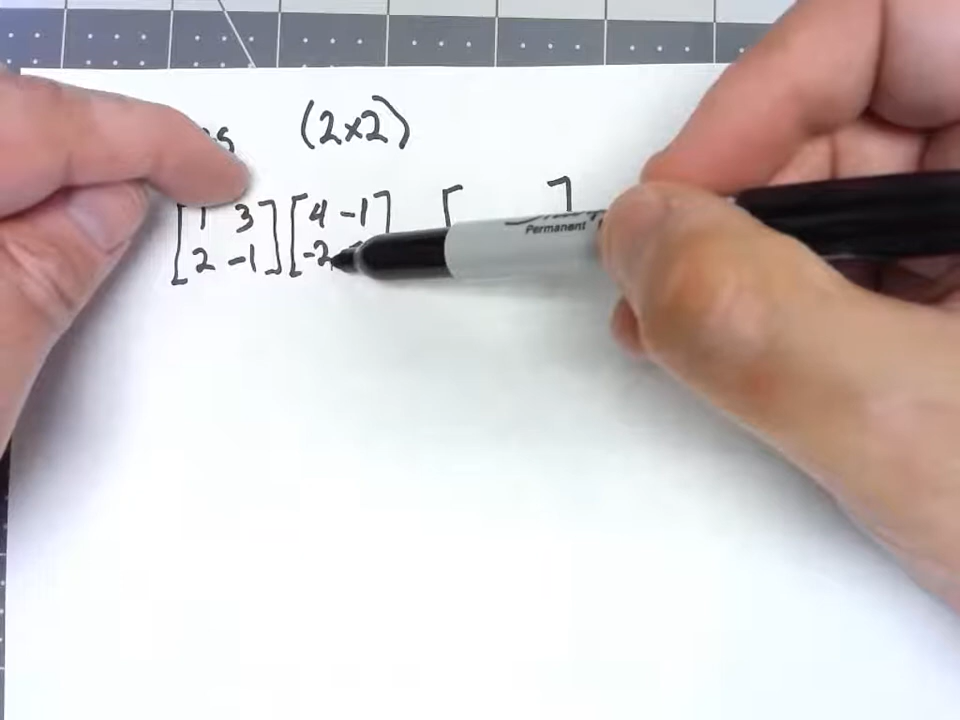 (2×2)
[1 3 [4 -1] [ ]
[2 -1] [-2
Permanent